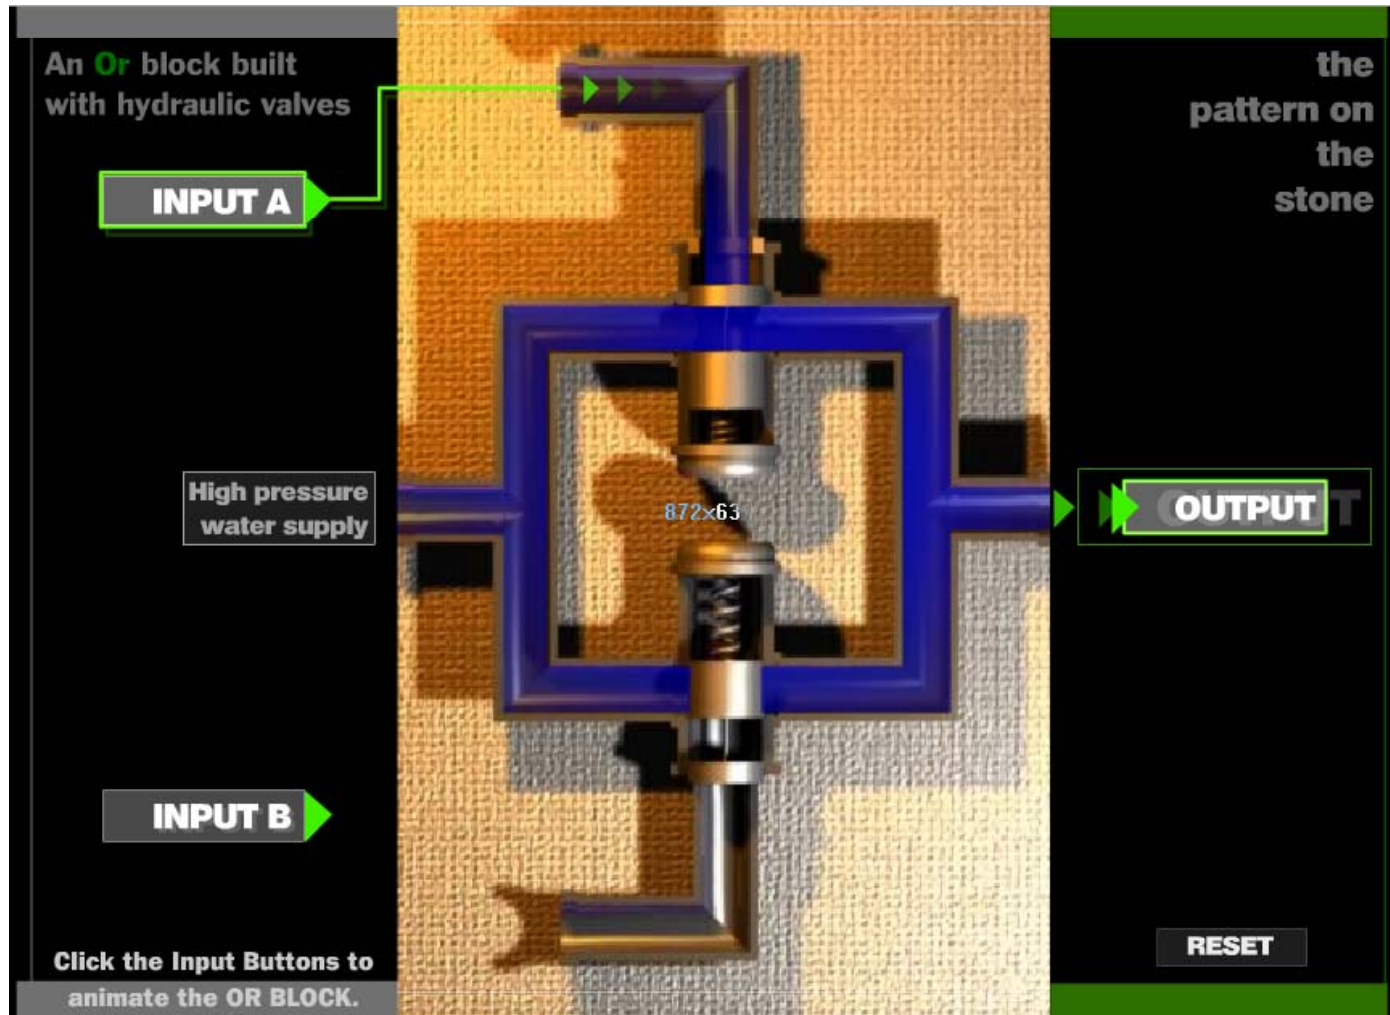 An Or block built
with hydraulic valves
INPUT A
High pressure
water supply
INPUT B
Click the Input Buttons to
animate the OR BLOCK.
872×63
the
pattern on
the
stone
OUTPUT
RESET